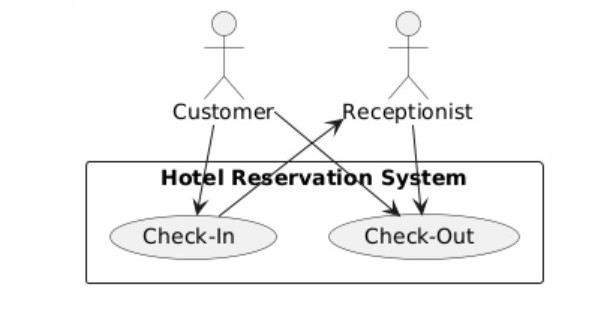 Customer
Receptionist
Hotel Reservation System
Check-In
Check-Out